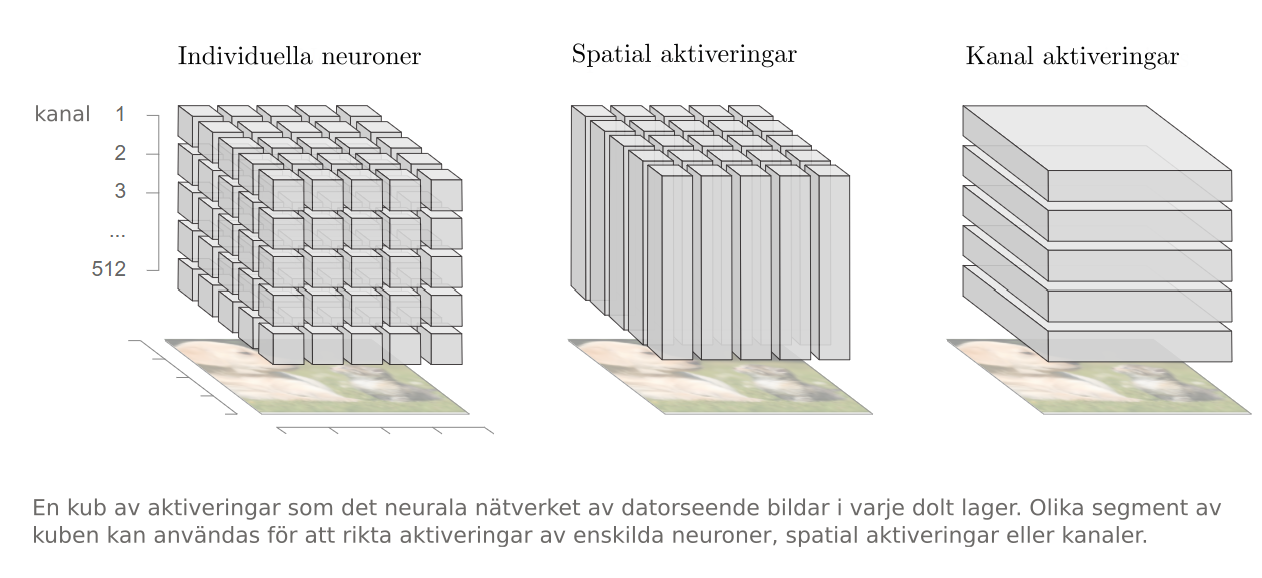 Individuella neuroner
Spatial aktiveringar
Kanal aktiveringar
kanal 1
2
3
...
512
En kub av aktiveringar som det neurala nätverket av datorseende bildar i varje dolt lager. Olika segment av
kuben kan användas för att rikta aktiveringar av enskilda neuroner, spatial aktiveringar eller kanaler.